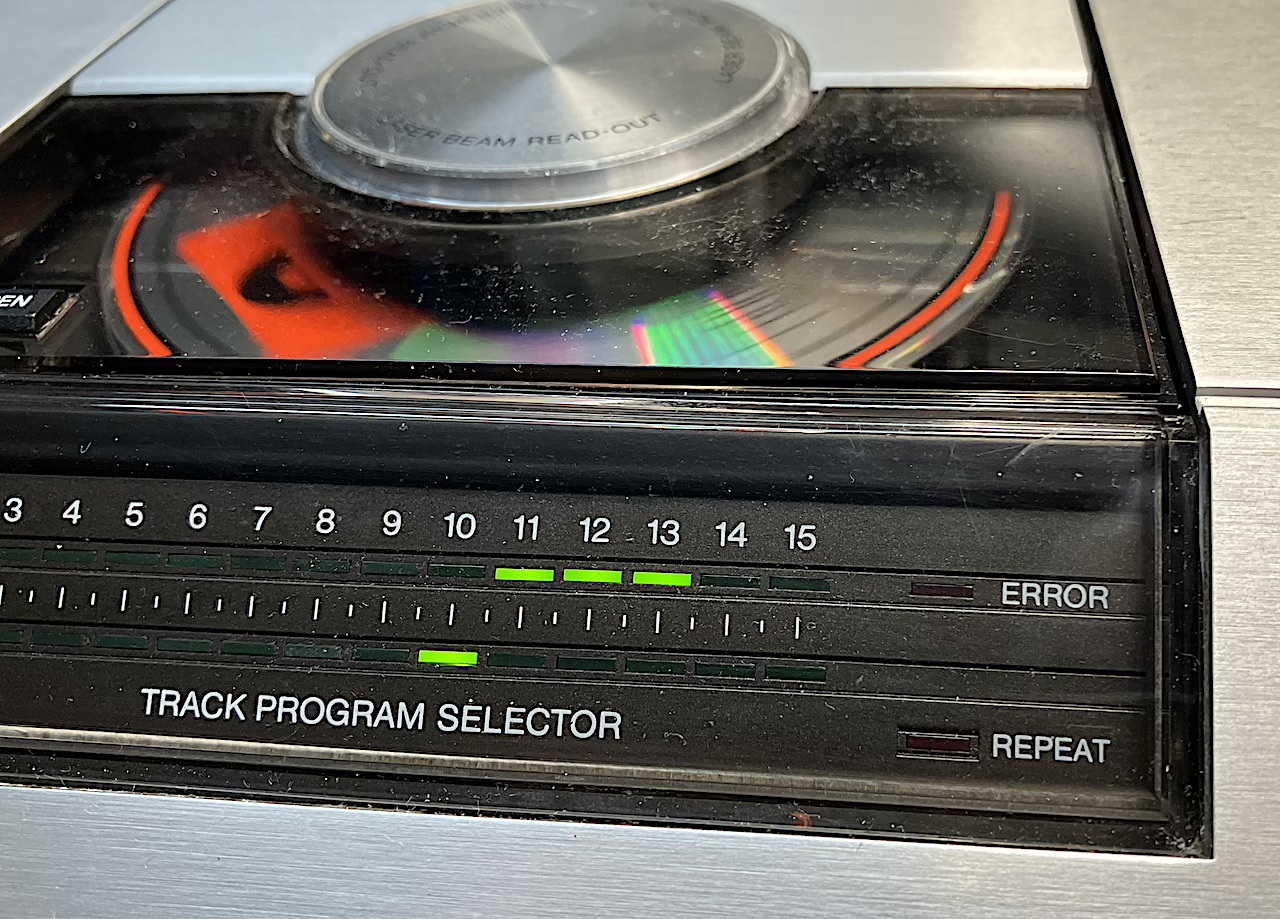 LASER BEAM READ-OUT
EN
3 4 5 6 7 8 9 10 11 12 13 14 15
ERROR
TRACK PROGRAM SELECTOR
REPEAT